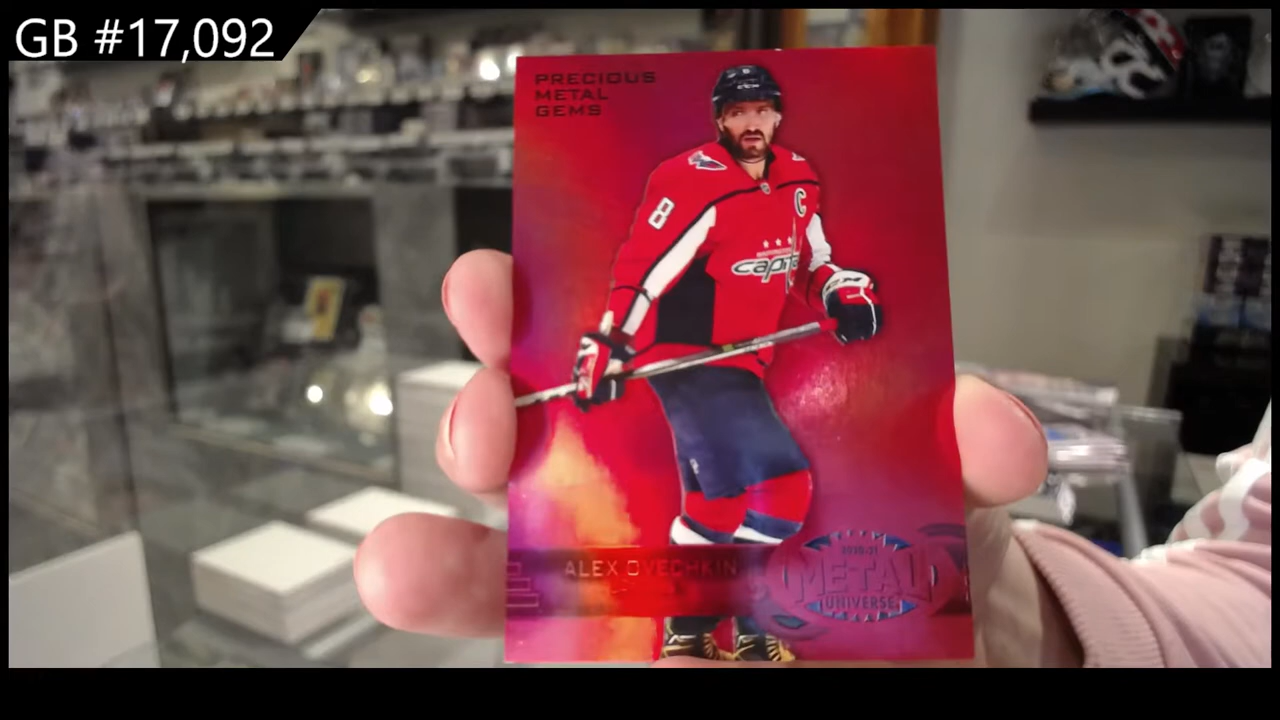 GB #17,092
PRECIOUS
METAL
GEMS
8
C
capitals
ALEX OVECHKIN
2020-21
METAL
UNIVERSE